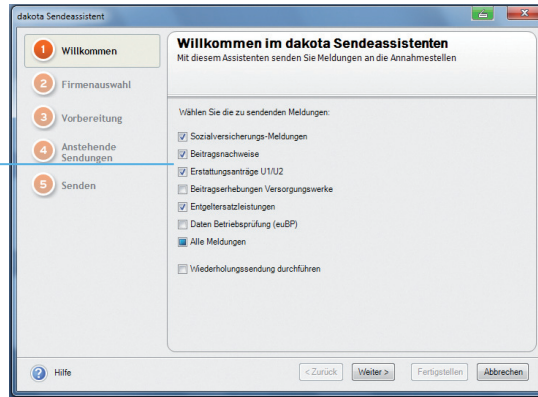 dakota Sendeassistent
1 Willkommen
2 Firmenauswahl
3 Vorbereitung
4 Anstehende
Sendungen
5 Senden
Willkommen im dakota Sendeassistenten
Mit diesem Assistenten senden Sie Meldungen an die Annahmestellen
Wählen Sie die zu sendenden Meldungen:
Sozialversicherungs-Meldungen
Beitragsnachweise
Erstattungsanträge U1/U2
Beitragserhebungen Versorgungswerke
Entgeltersatzleistungen
Daten Betriebsprüfung (euBP)
Alle Meldungen
Wiederholungssendung durchführen
Hilfe
< Zurück
Weiter >
Fertigstellen
Abbrechen